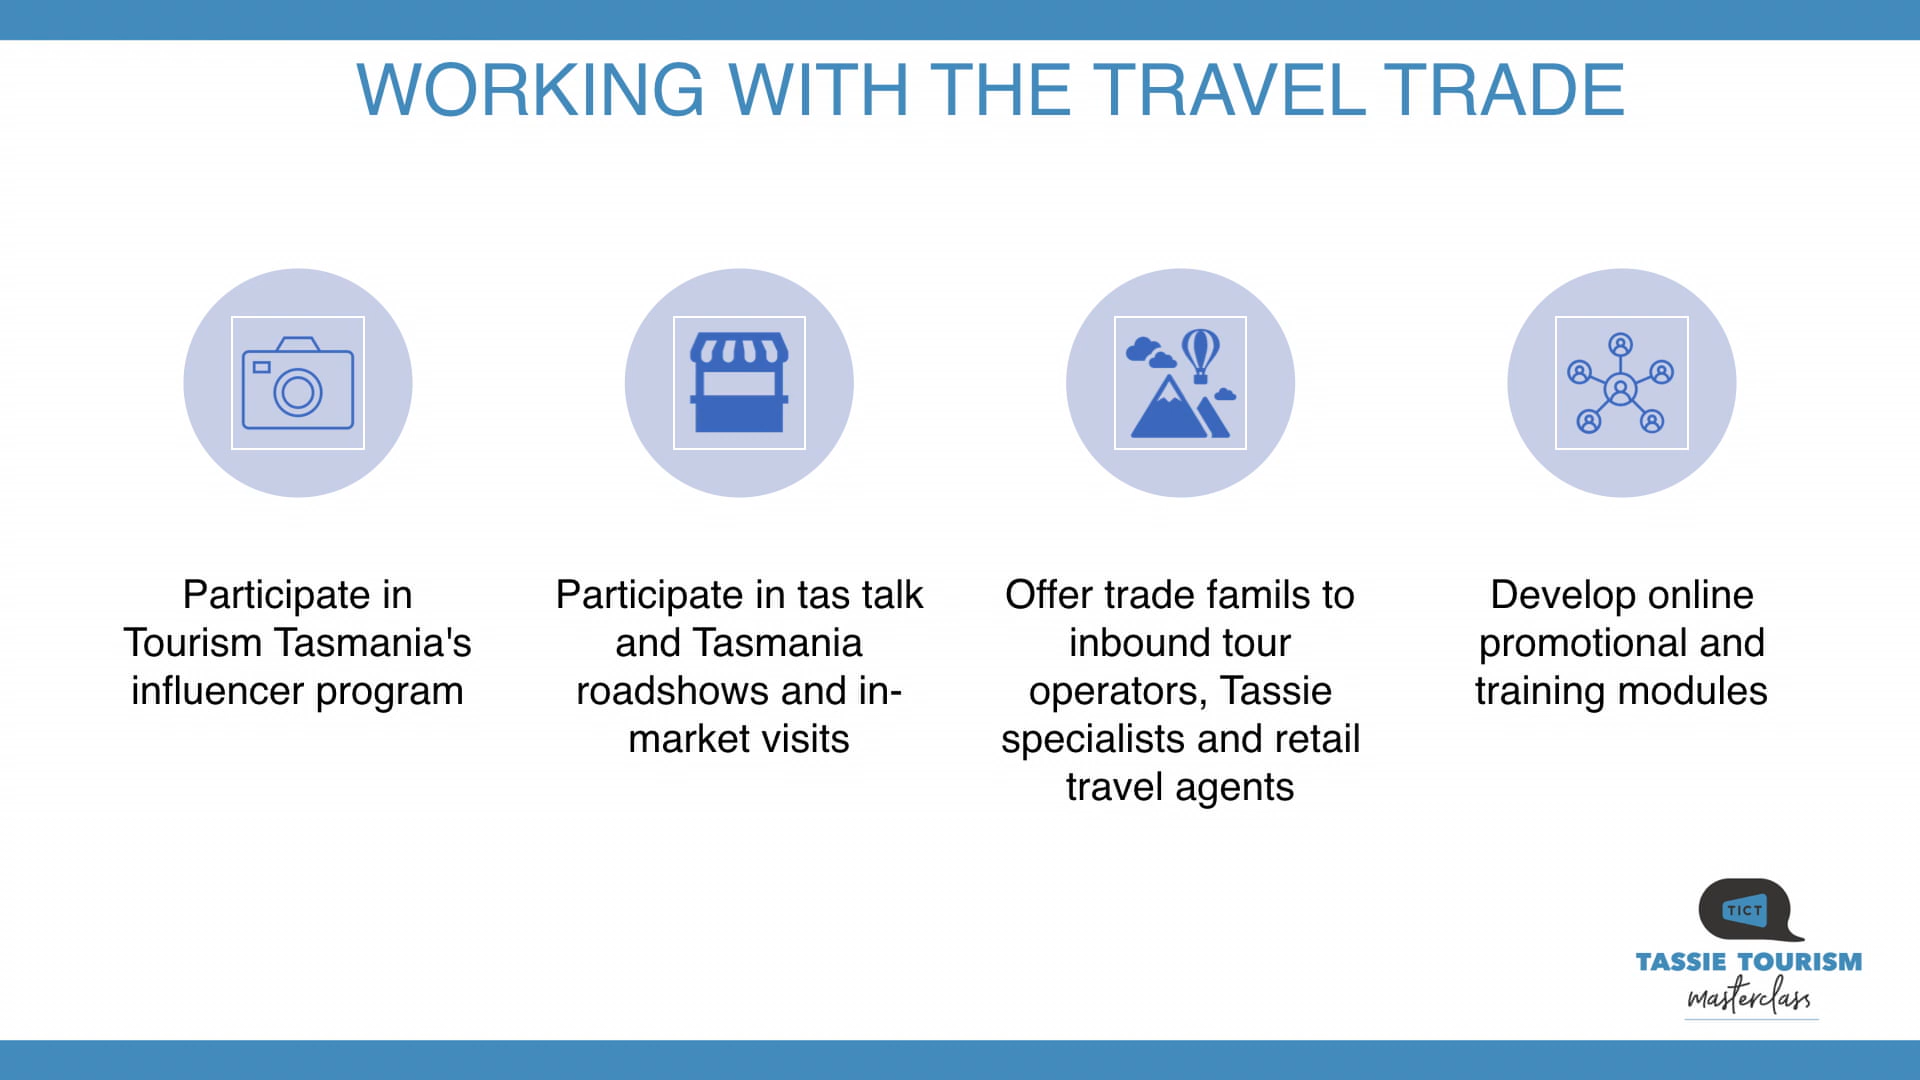 WORKING WITH THE TRAVEL TRADE
Participate in
Tourism Tasmania's
influencer program
Participate in tas talk
and Tasmania
roadshows and in-
market visits
Offer trade famils to
inbound tour
operators, Tassie
specialists and retail
travel agents
Develop online
promotional and
training modules
TICT
TASSIE TOURISM
masterclass